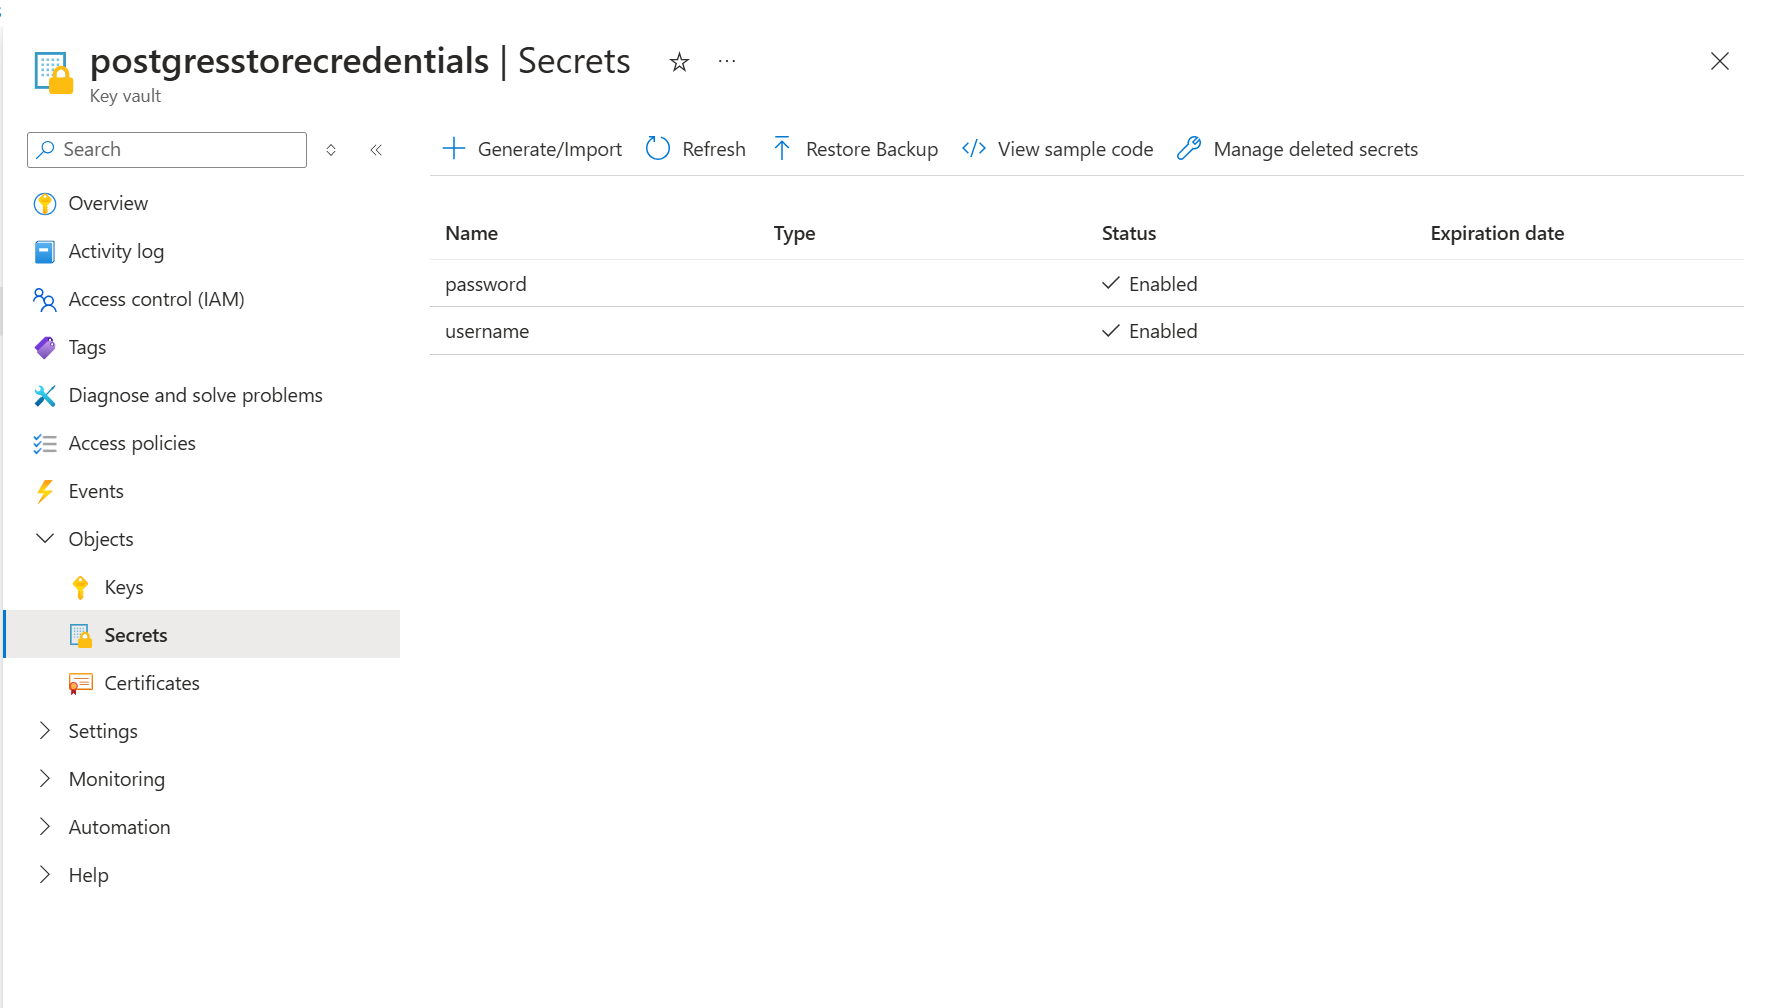 postgresstorecredentials | Secrets
Key vault
Search
Generate/Import Refresh Restore Backup View sample code Manage deleted secrets
Overview
Activity log
Access control (IAM)
Tags
Diagnose and solve problems
Access policies
Events
Objects
Keys
Secrets
Certificates
Settings
Monitoring
Automation
Help
Name Type Status Expiration date
password Enabled
username Enabled